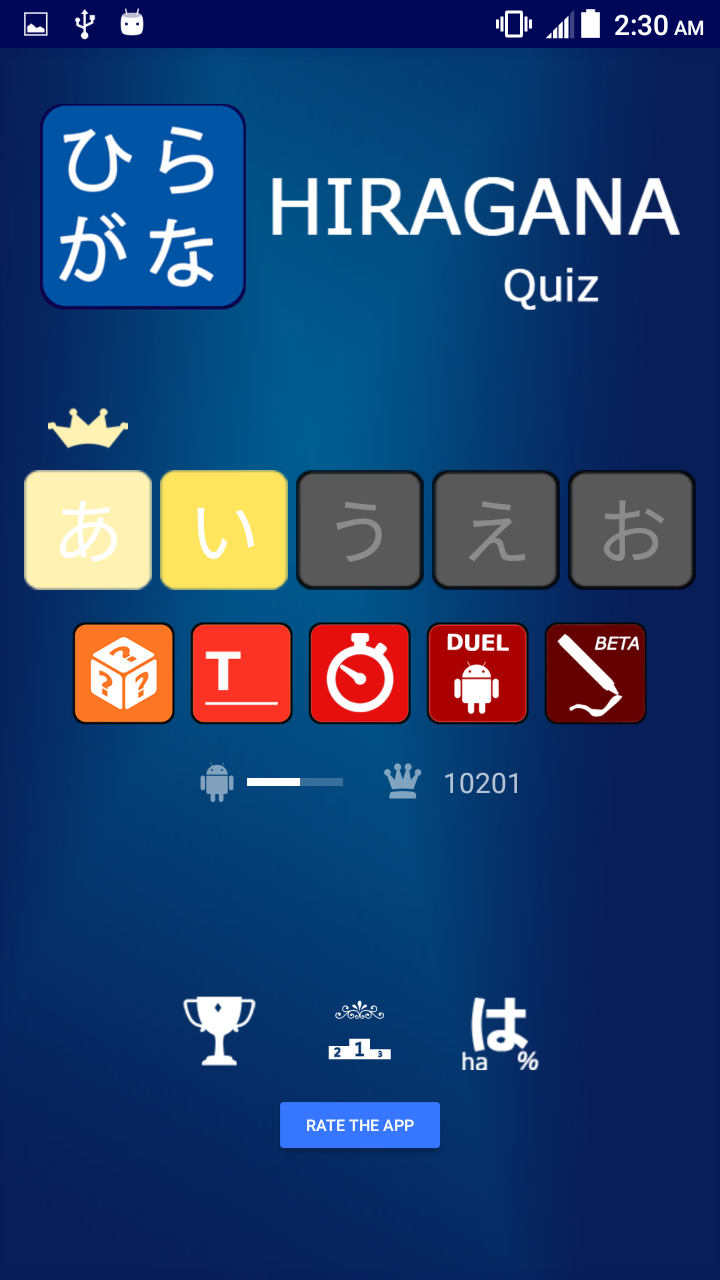 2:30 AM
ひら
がな
HIRAGANA
Quiz
あ い う え お
? ? ? T DUEL BETA
10201
2 1 3
は
ha %
RATE THE APP